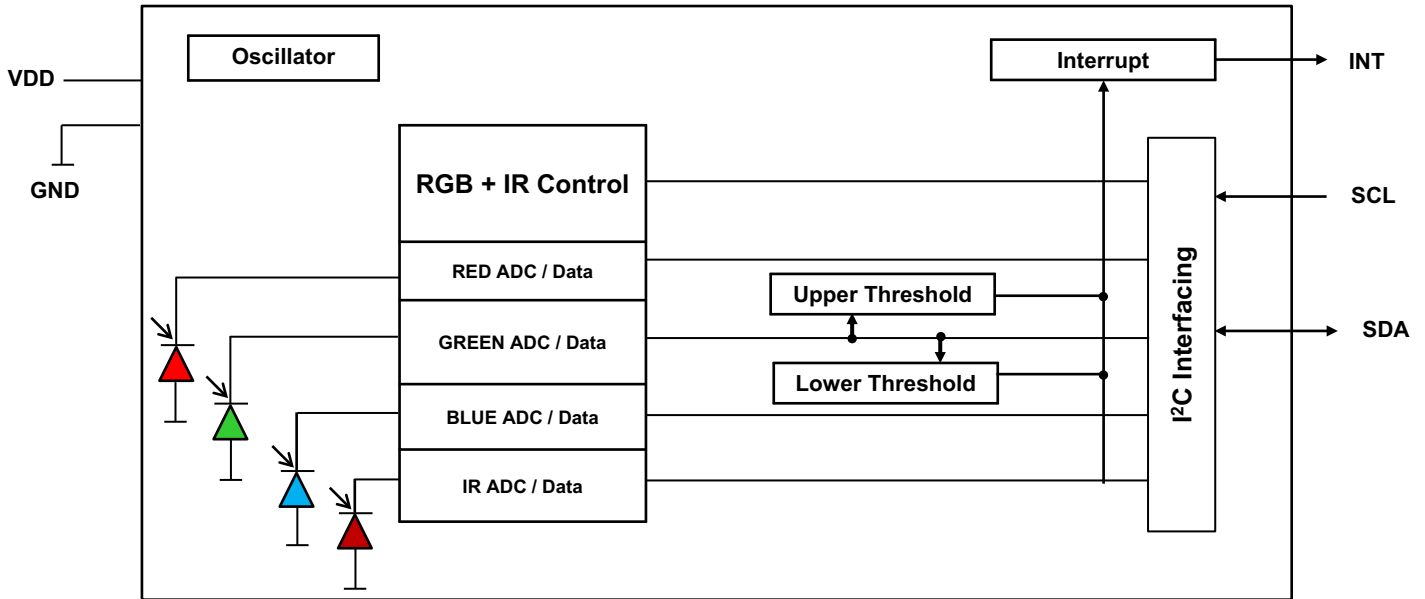 Oscillator
Interrupt
INT
VDD
GND
RGB + IR Control
SCL
RED ADC / Data
Upper Threshold
GREEN ADC / Data
SDA
Lower Threshold
BLUE ADC / Data
IR ADC / Data
I²C Interfacing